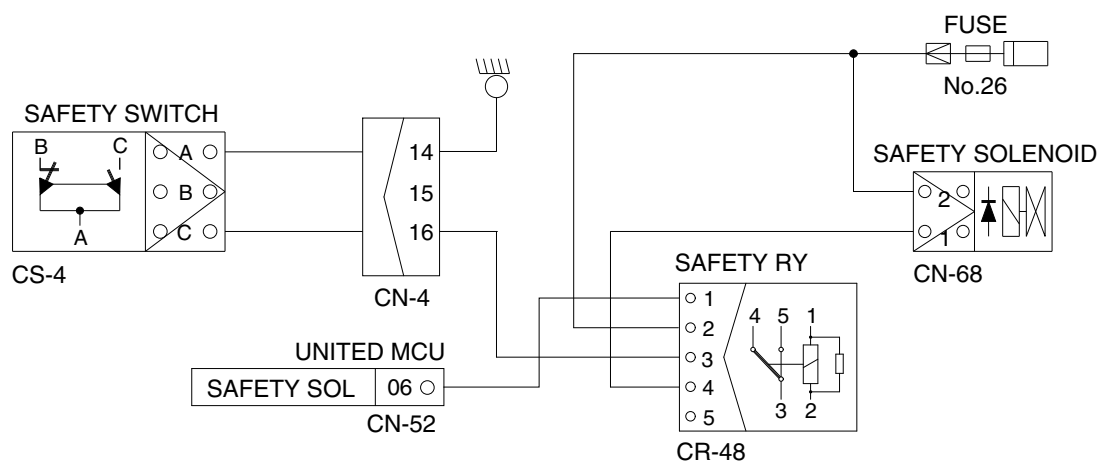 FUSE
No.26
SAFETY SWITCH
B C
A
A
B
C
CS-4
14
15
16
CN-4
SAFETY SOLENOID
2
1
CN-68
SAFETY RY
1
2
3
4
5
4 5 1
3 2
CR-48
UNITED MCU
SAFETY SOL 06
CN-52